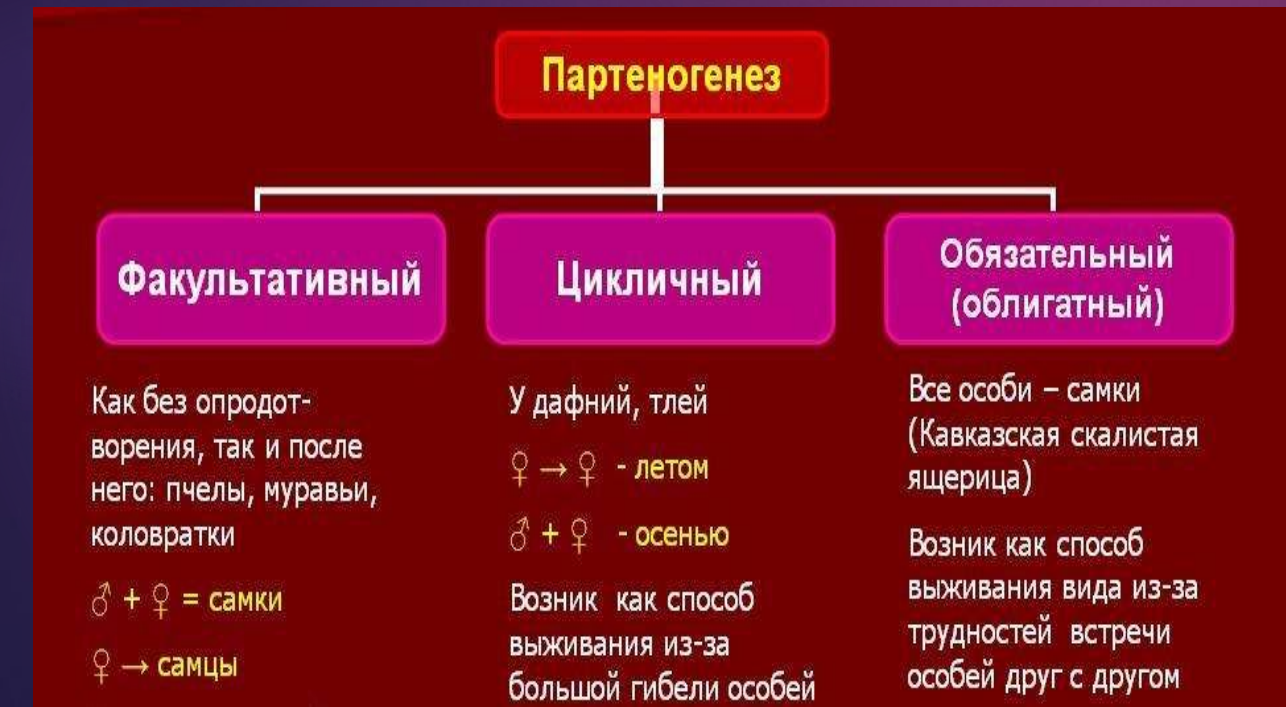 Партеногенез
Факультативный
Как без опродот-
ворения, так и после
него: пчелы, муравьи,
коловратки
♂ + ♀ = самки
♀ → самцы
Цикличный
У дафний, тлей
♀ → ♀ - летом
♂ + ♀ - осенью
Возник как способ
выживания из-за
большой гибели особей
Обязательный
(облигатный)
Все особи – самки
(Кавказская скалистая
ящерица)
Возник как способ
выживания вида из-за
трудностей встречи
особей друг с другом